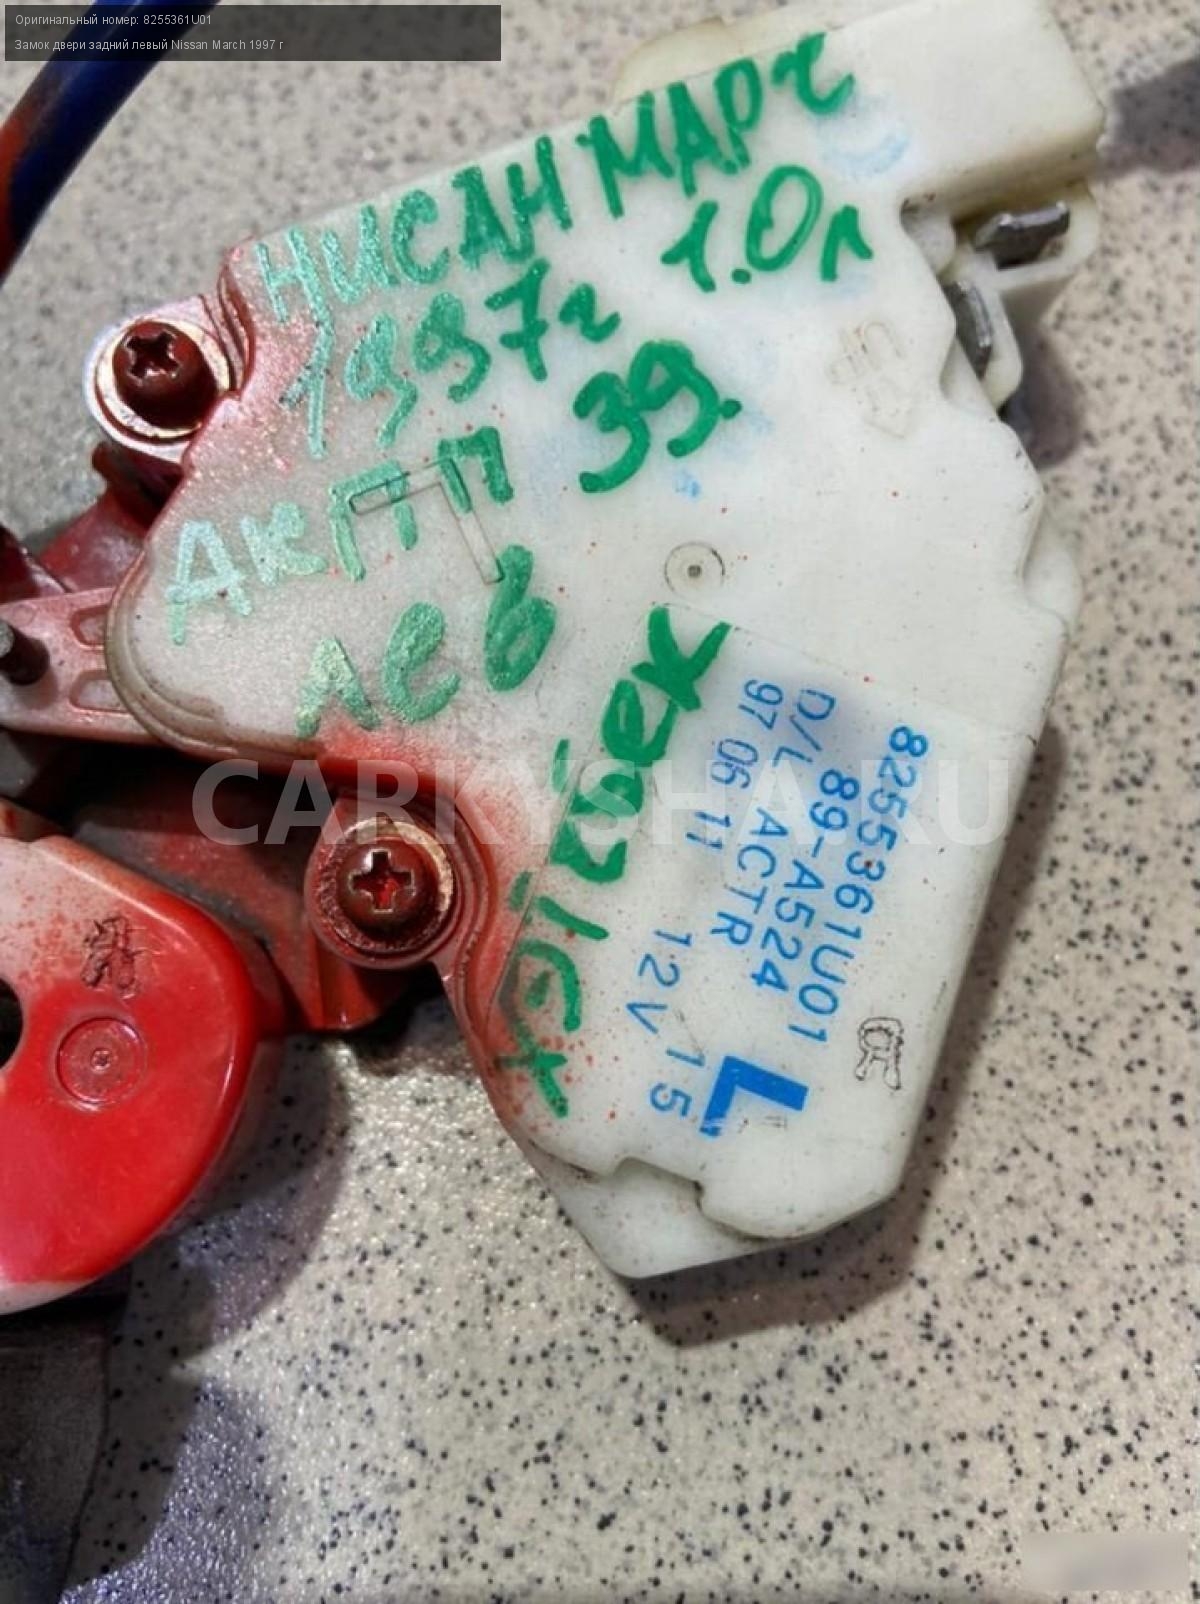 Оригинальный номер: 8255361U01
Замок двери задний левый Nissan March 1997 г
НИСАН МАРч
1997г 1.0л
АКПП 39.
лев
CARKYSHA.RU
8255361U01
89-A524
D/L ACTR L
97 06 11 12V 15